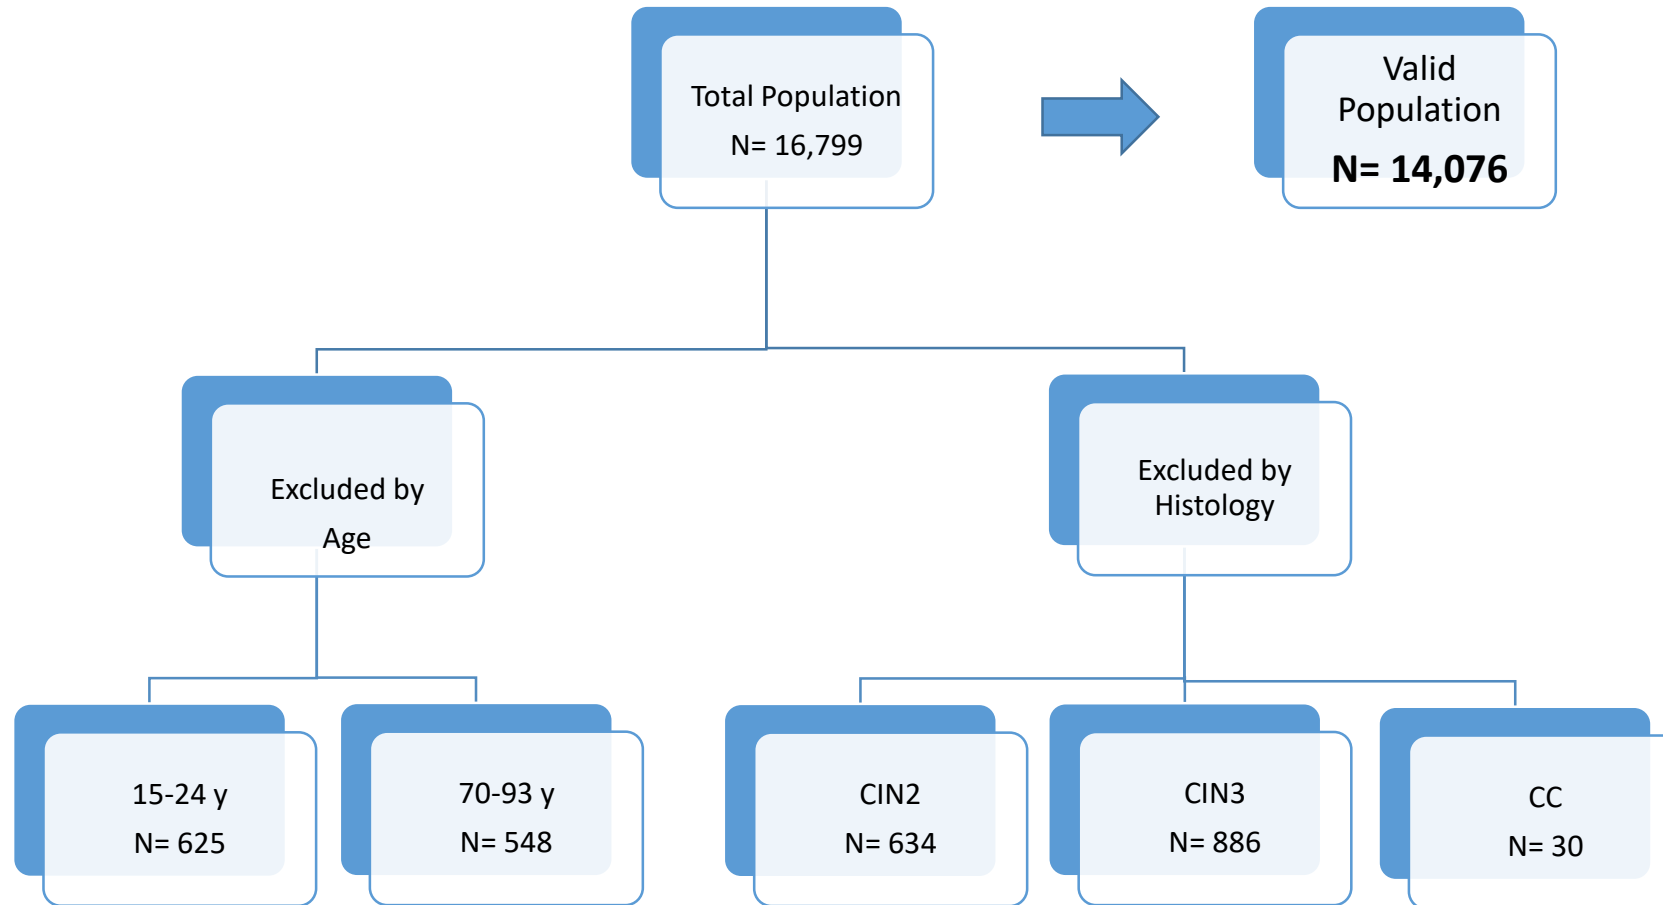 Total Population
N= 16,799
Valid
Population
N= 14,076
Excluded by
Age
Excluded by
Histology
15-24 y
N= 625
70-93 y
N= 548
CIN2
N= 634
CIN3
N= 886
CC
N= 30